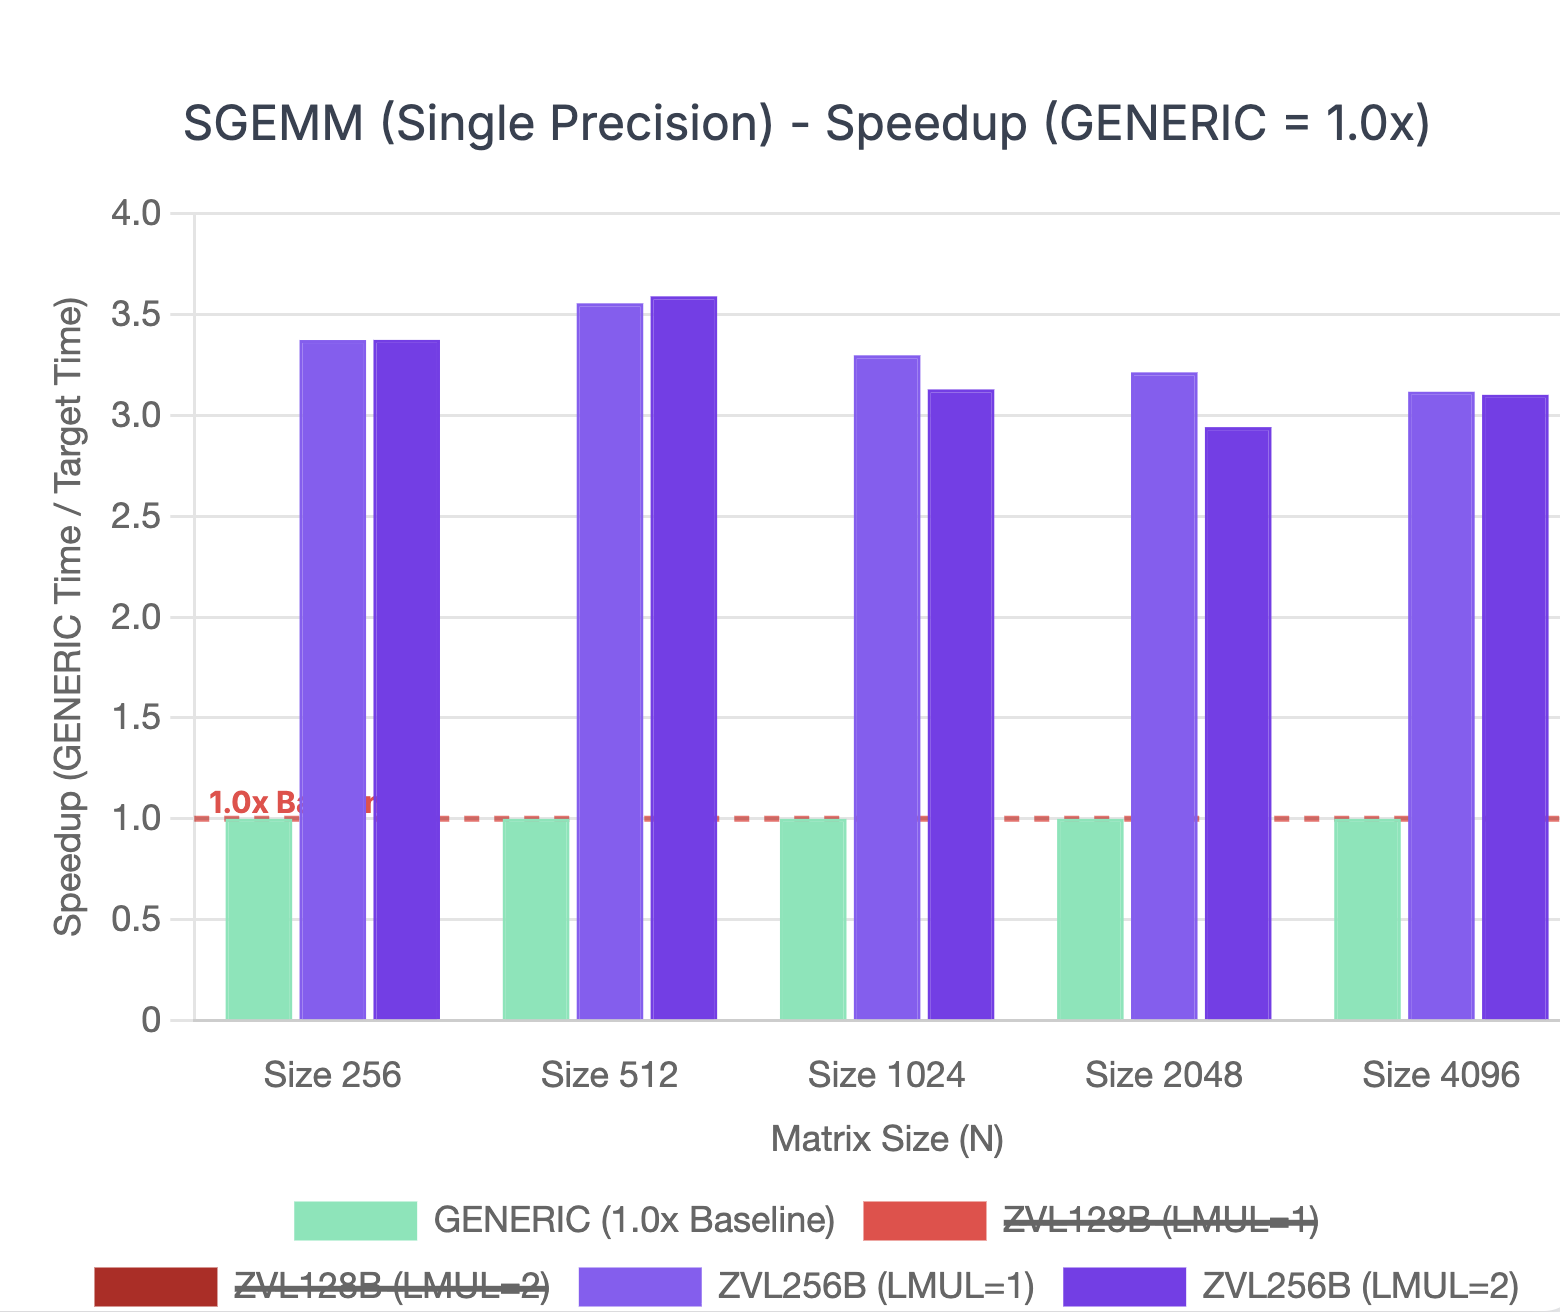 SGEMM (Single Precision) - Speedup (GENERIC = 1.0x)
Speedup (GENERIC Time / Target Time)
4.0
3.5
3.0
2.5
2.0
1.5
1.0
0.5
0
1.0x
Size 256 Size 512 Size 1024 Size 2048 Size 4096
Matrix Size (N)
GENERIC (1.0x Baseline) ZVL128B (LMUL=1)
ZVL128B (LMUL=2) ZVL256B (LMUL=1) ZVL256B (LMUL=2)